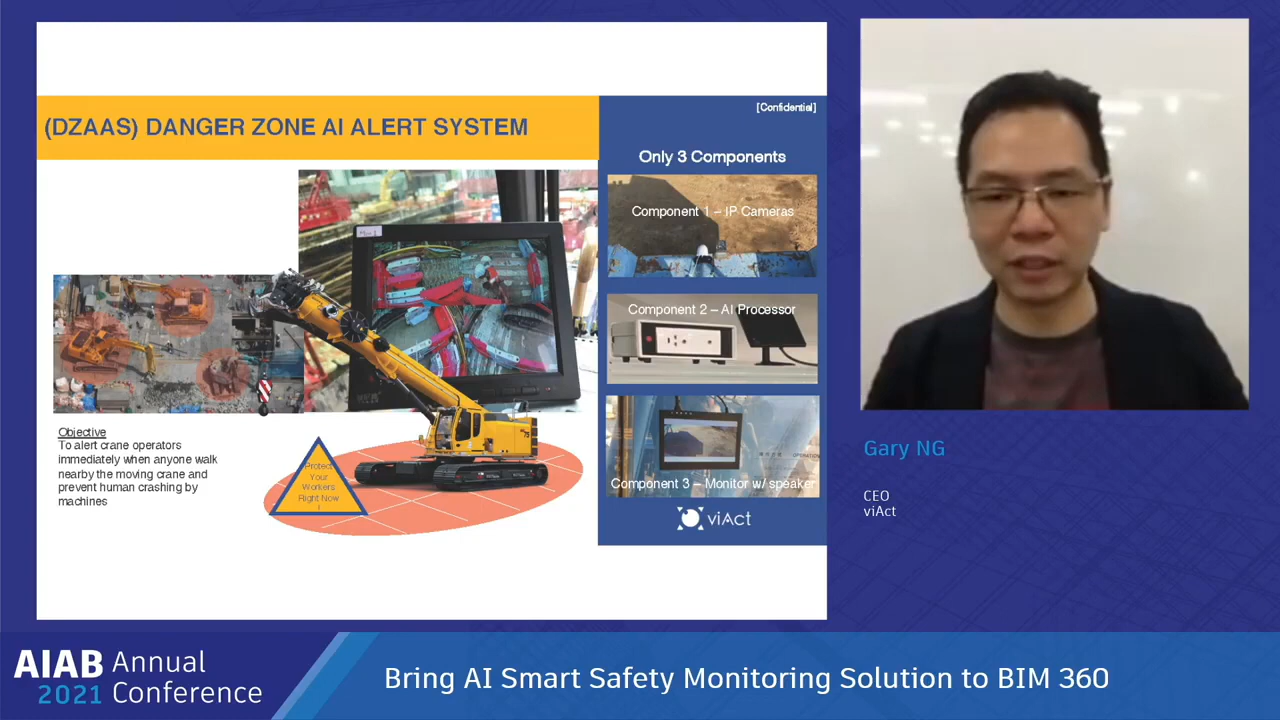 [Confidential]
(DZAAS) DANGER ZONE AI ALERT SYSTEM
Only 3 Components
Component 1 – IP Cameras
Component 2 – AI Processor
Component 3 – Monitor w/ speaker
viAct
Objective
To alert crane operators
immediately when anyone walk
nearby the moving crane and
prevent human crashing by
machines
Protect
Your
Workers
Flight Now
!
Gary NG
CEO
viAct
AIAB Annual
2021 Conference
Bring AI Smart Safety Monitoring Solution to BIM 360